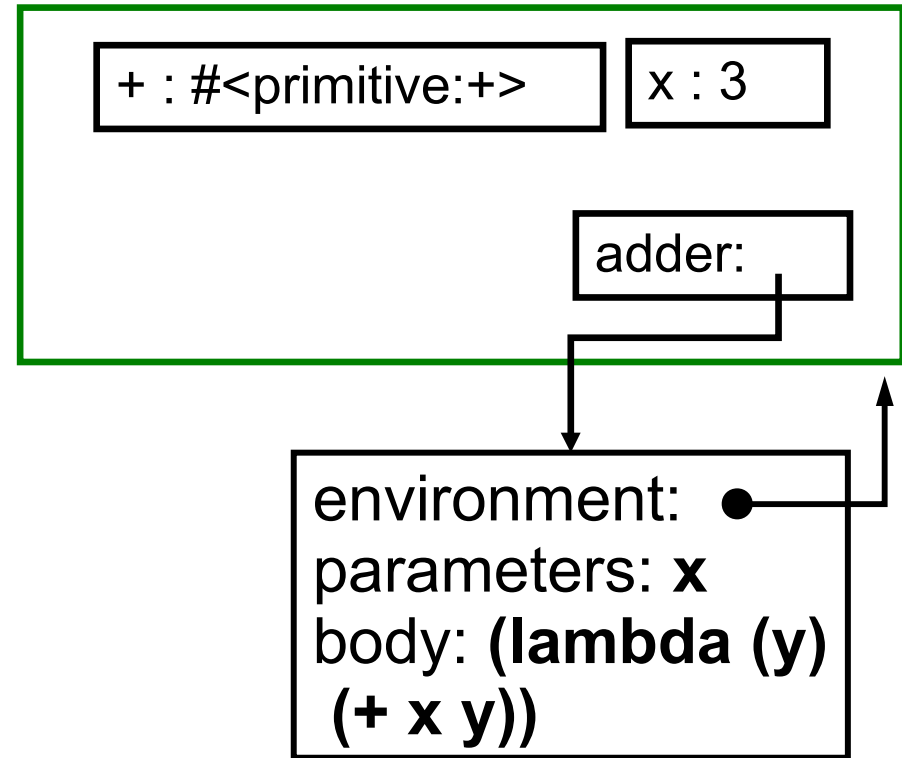 + : #<primitive:+>
x : 3
adder:
environment:
parameters: x
body: (lambda (y)
(+ x y))